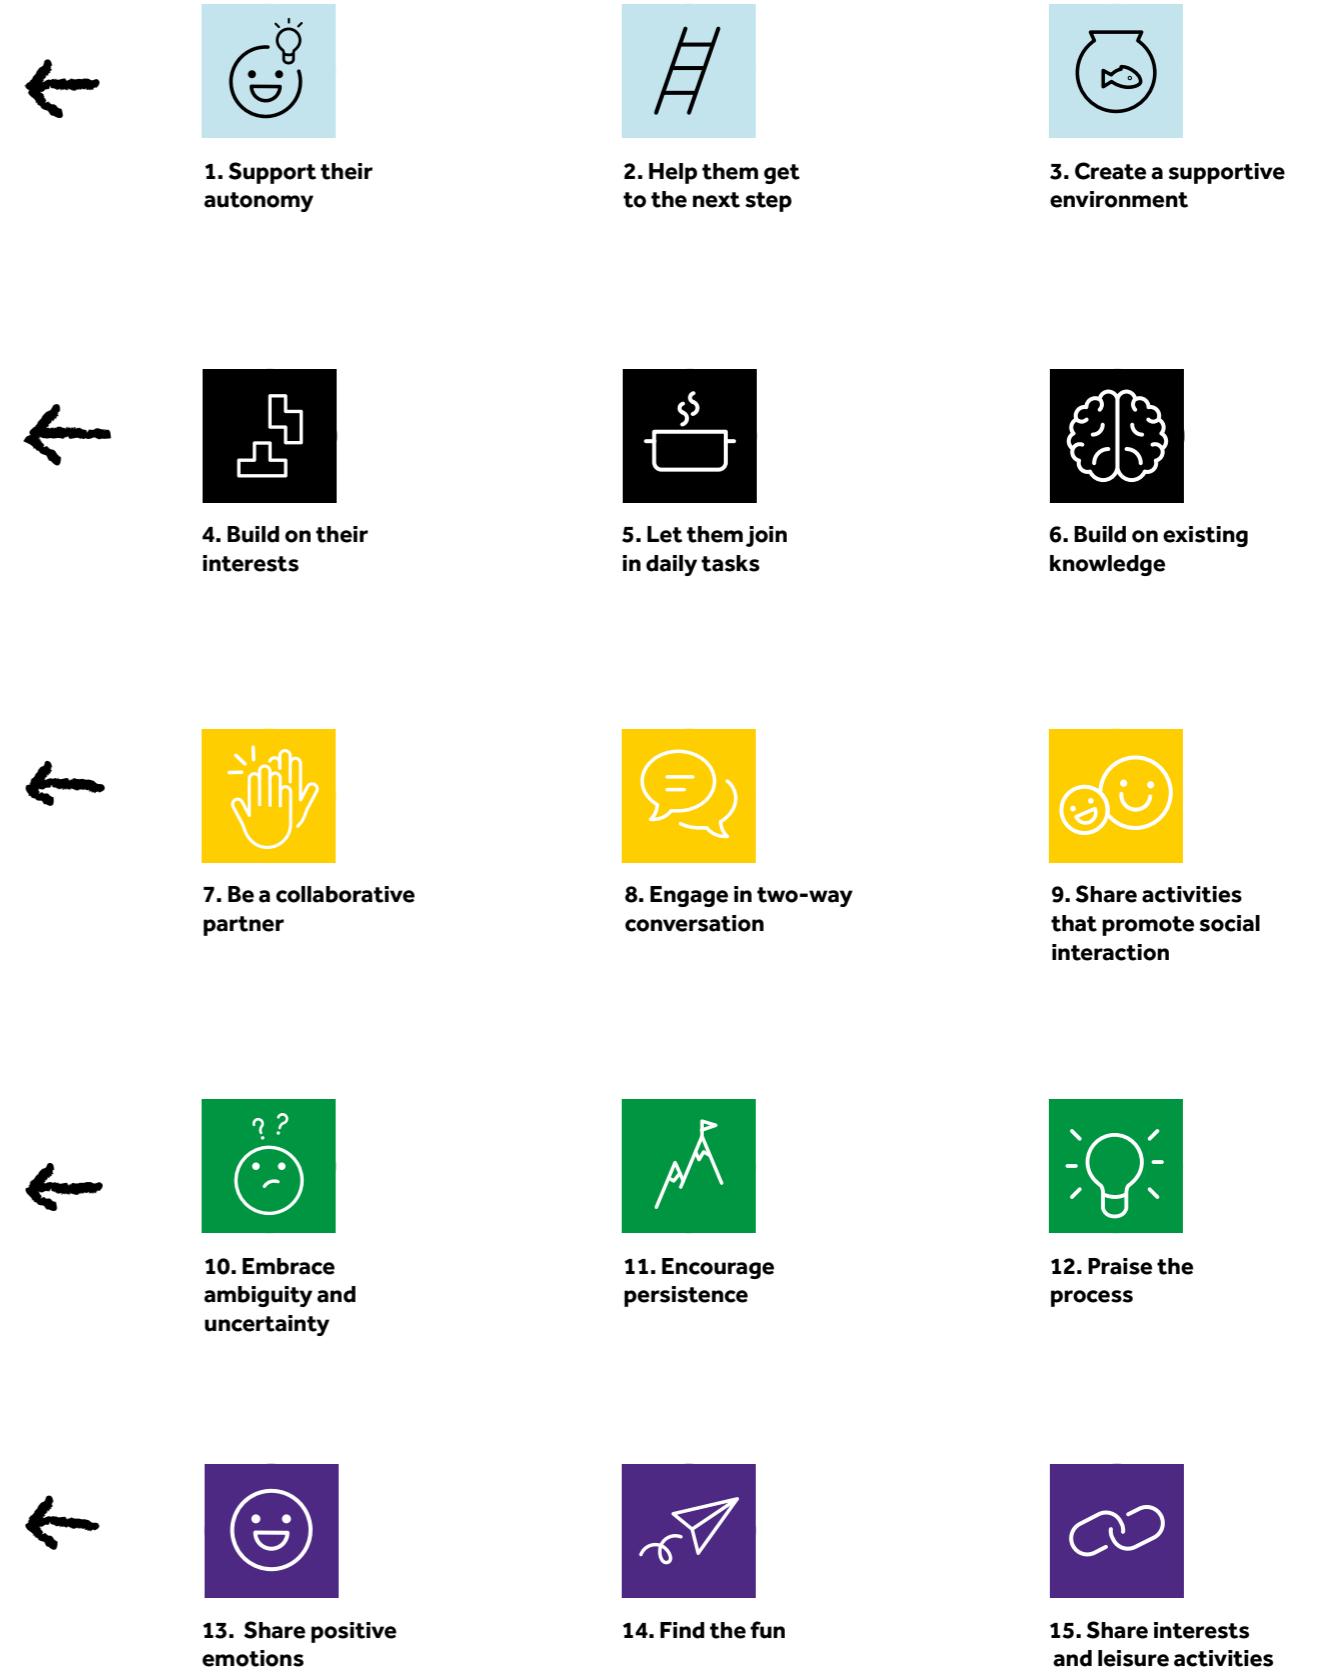 1. Support their
autonomy
2. Help them get
to the next step
3. Create a supportive
environment
4. Build on their
interests
5. Let them join
in daily tasks
6. Build on existing
knowledge
7. Be a collaborative
partner
8. Engage in two-way
conversation
9. Share activities
that promote social
interaction
? ?
10. Embrace
ambiguity and
uncertainty
11. Encourage
persistence
12. Praise the
process
13. Share positive
emotions
14. Find the fun
15. Share interests
and leisure activities